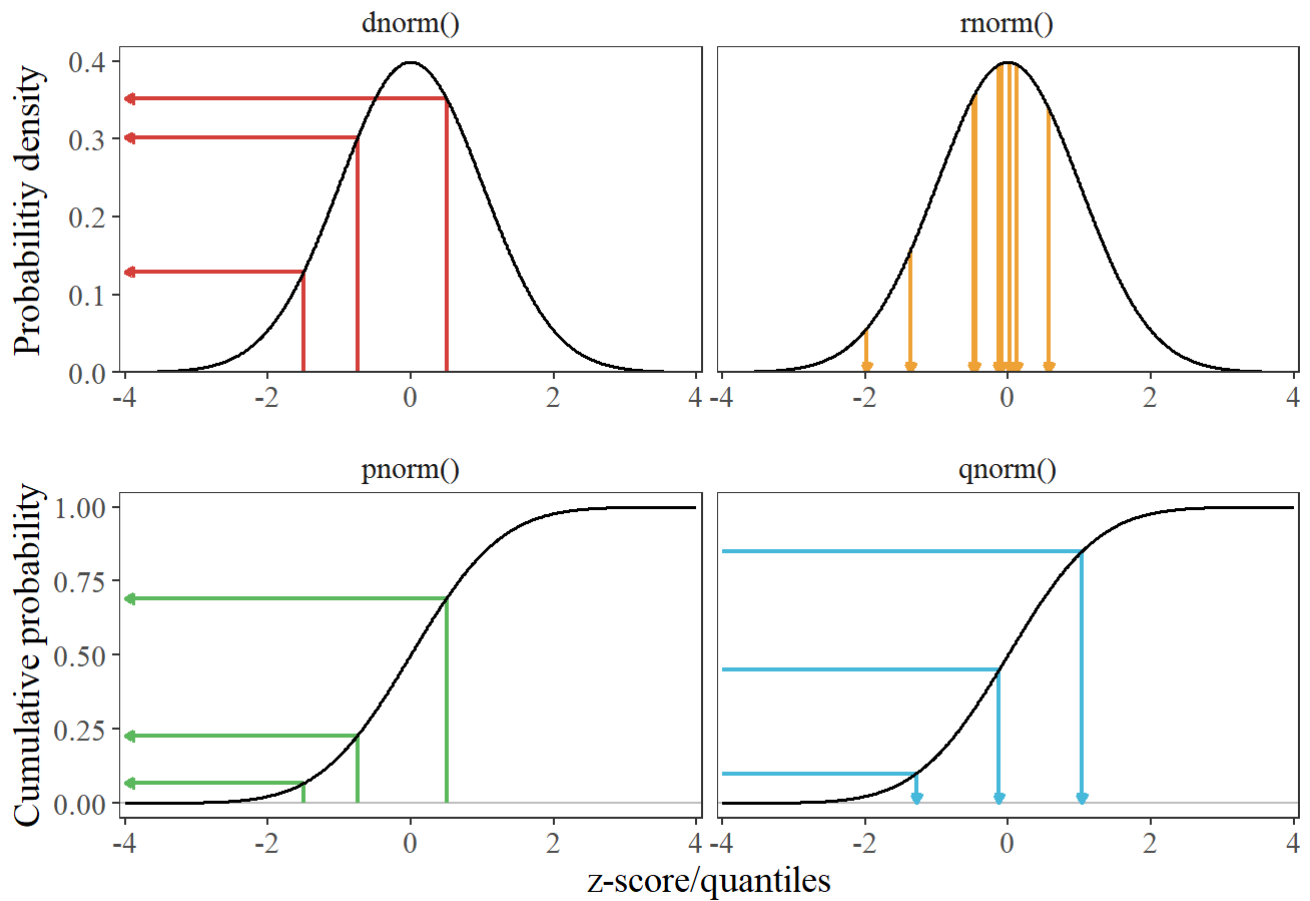 dnorm()
rnorm()
Probabilitiy density
0.4
0.3
0.2
0.1
0.0
-4 -2 0 2 4
-4 -2 0 2 4
pnorm()
qnorm()
Cumulative probability
1.00
0.75
0.50
0.25
0.00
-4 -2 0 2 4
-4 -2 0 2 4
z-score/quantiles